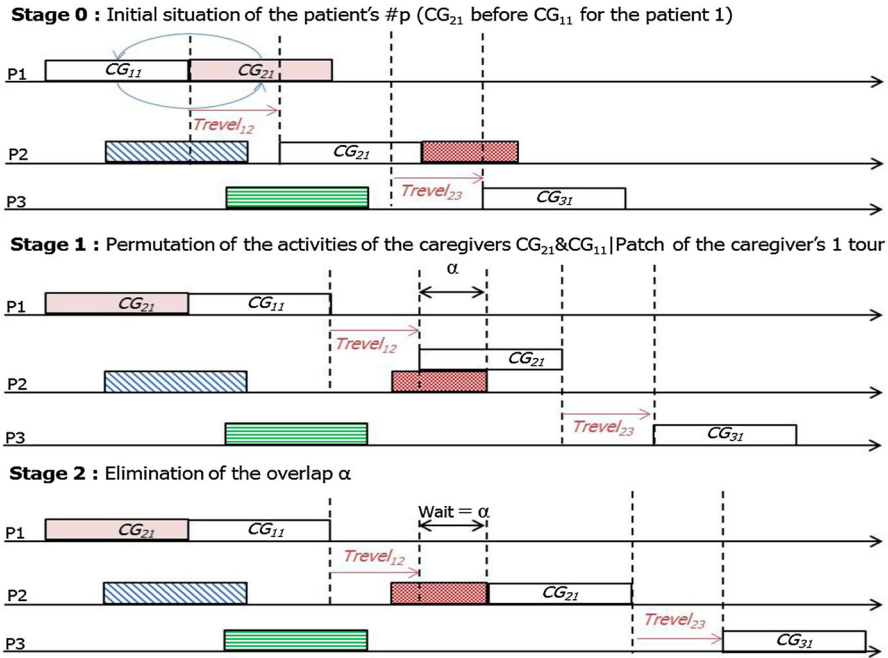 Stage 0 : Initial situation of the patient's #p (CG21 before CG11 for the patient 1)
P1 CG11 CG21
Trevel12
P2 CG21
Trevel23
P3 CG31
Stage 1 : Permutation of the activities of the caregivers CG21&CG11|Patch of the caregiver's 1 tour
α
P1 CG21 CG11
Trevel12
CG21
P2
Trevel23
P3 CG31
Stage 2 : Elimination of the overlap α
Wait = α
P1 CG21 CG11
Trevel12
P2 CG21
Trevel23
P3 CG31